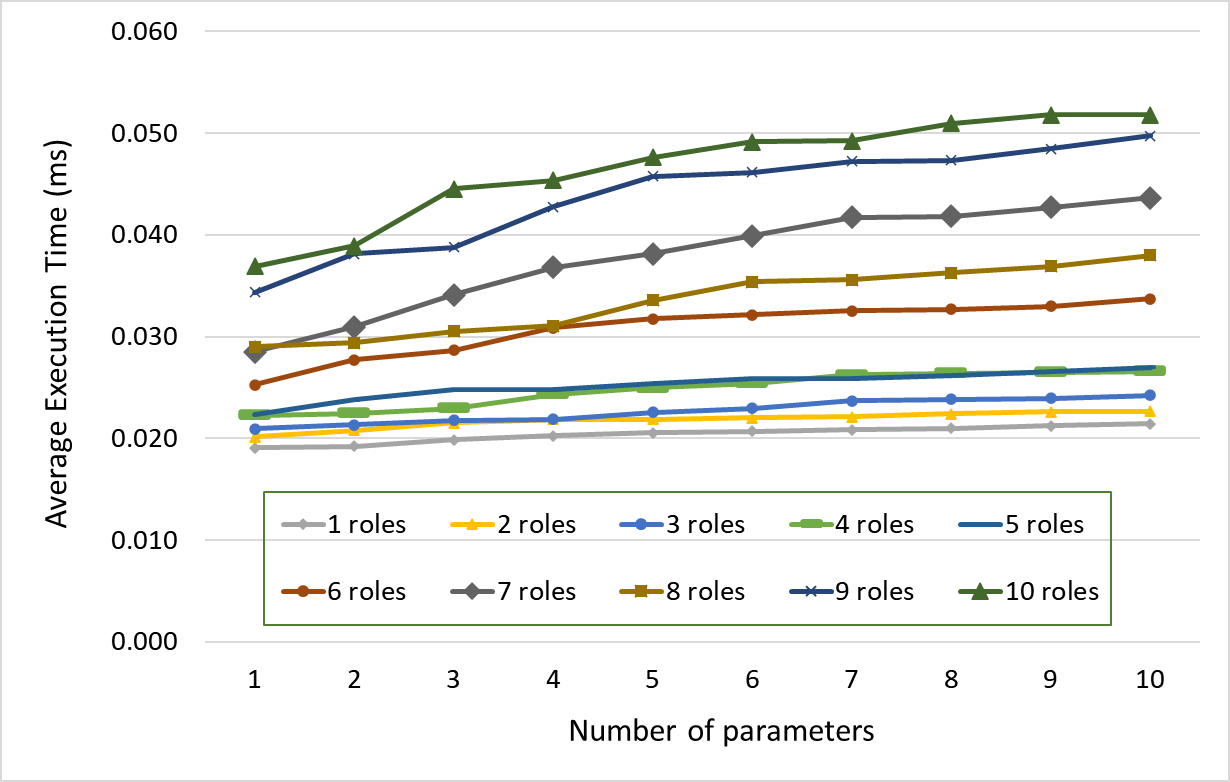 0.060
0.050
0.040
0.030
0.020
0.010
0.000
Average Execution Time (ms)
1 roles 2 roles 3 roles 4 roles 5 roles
6 roles 7 roles 8 roles 9 roles 10 roles
1 2 3 4 5 6 7 8 9 10
Number of parameters